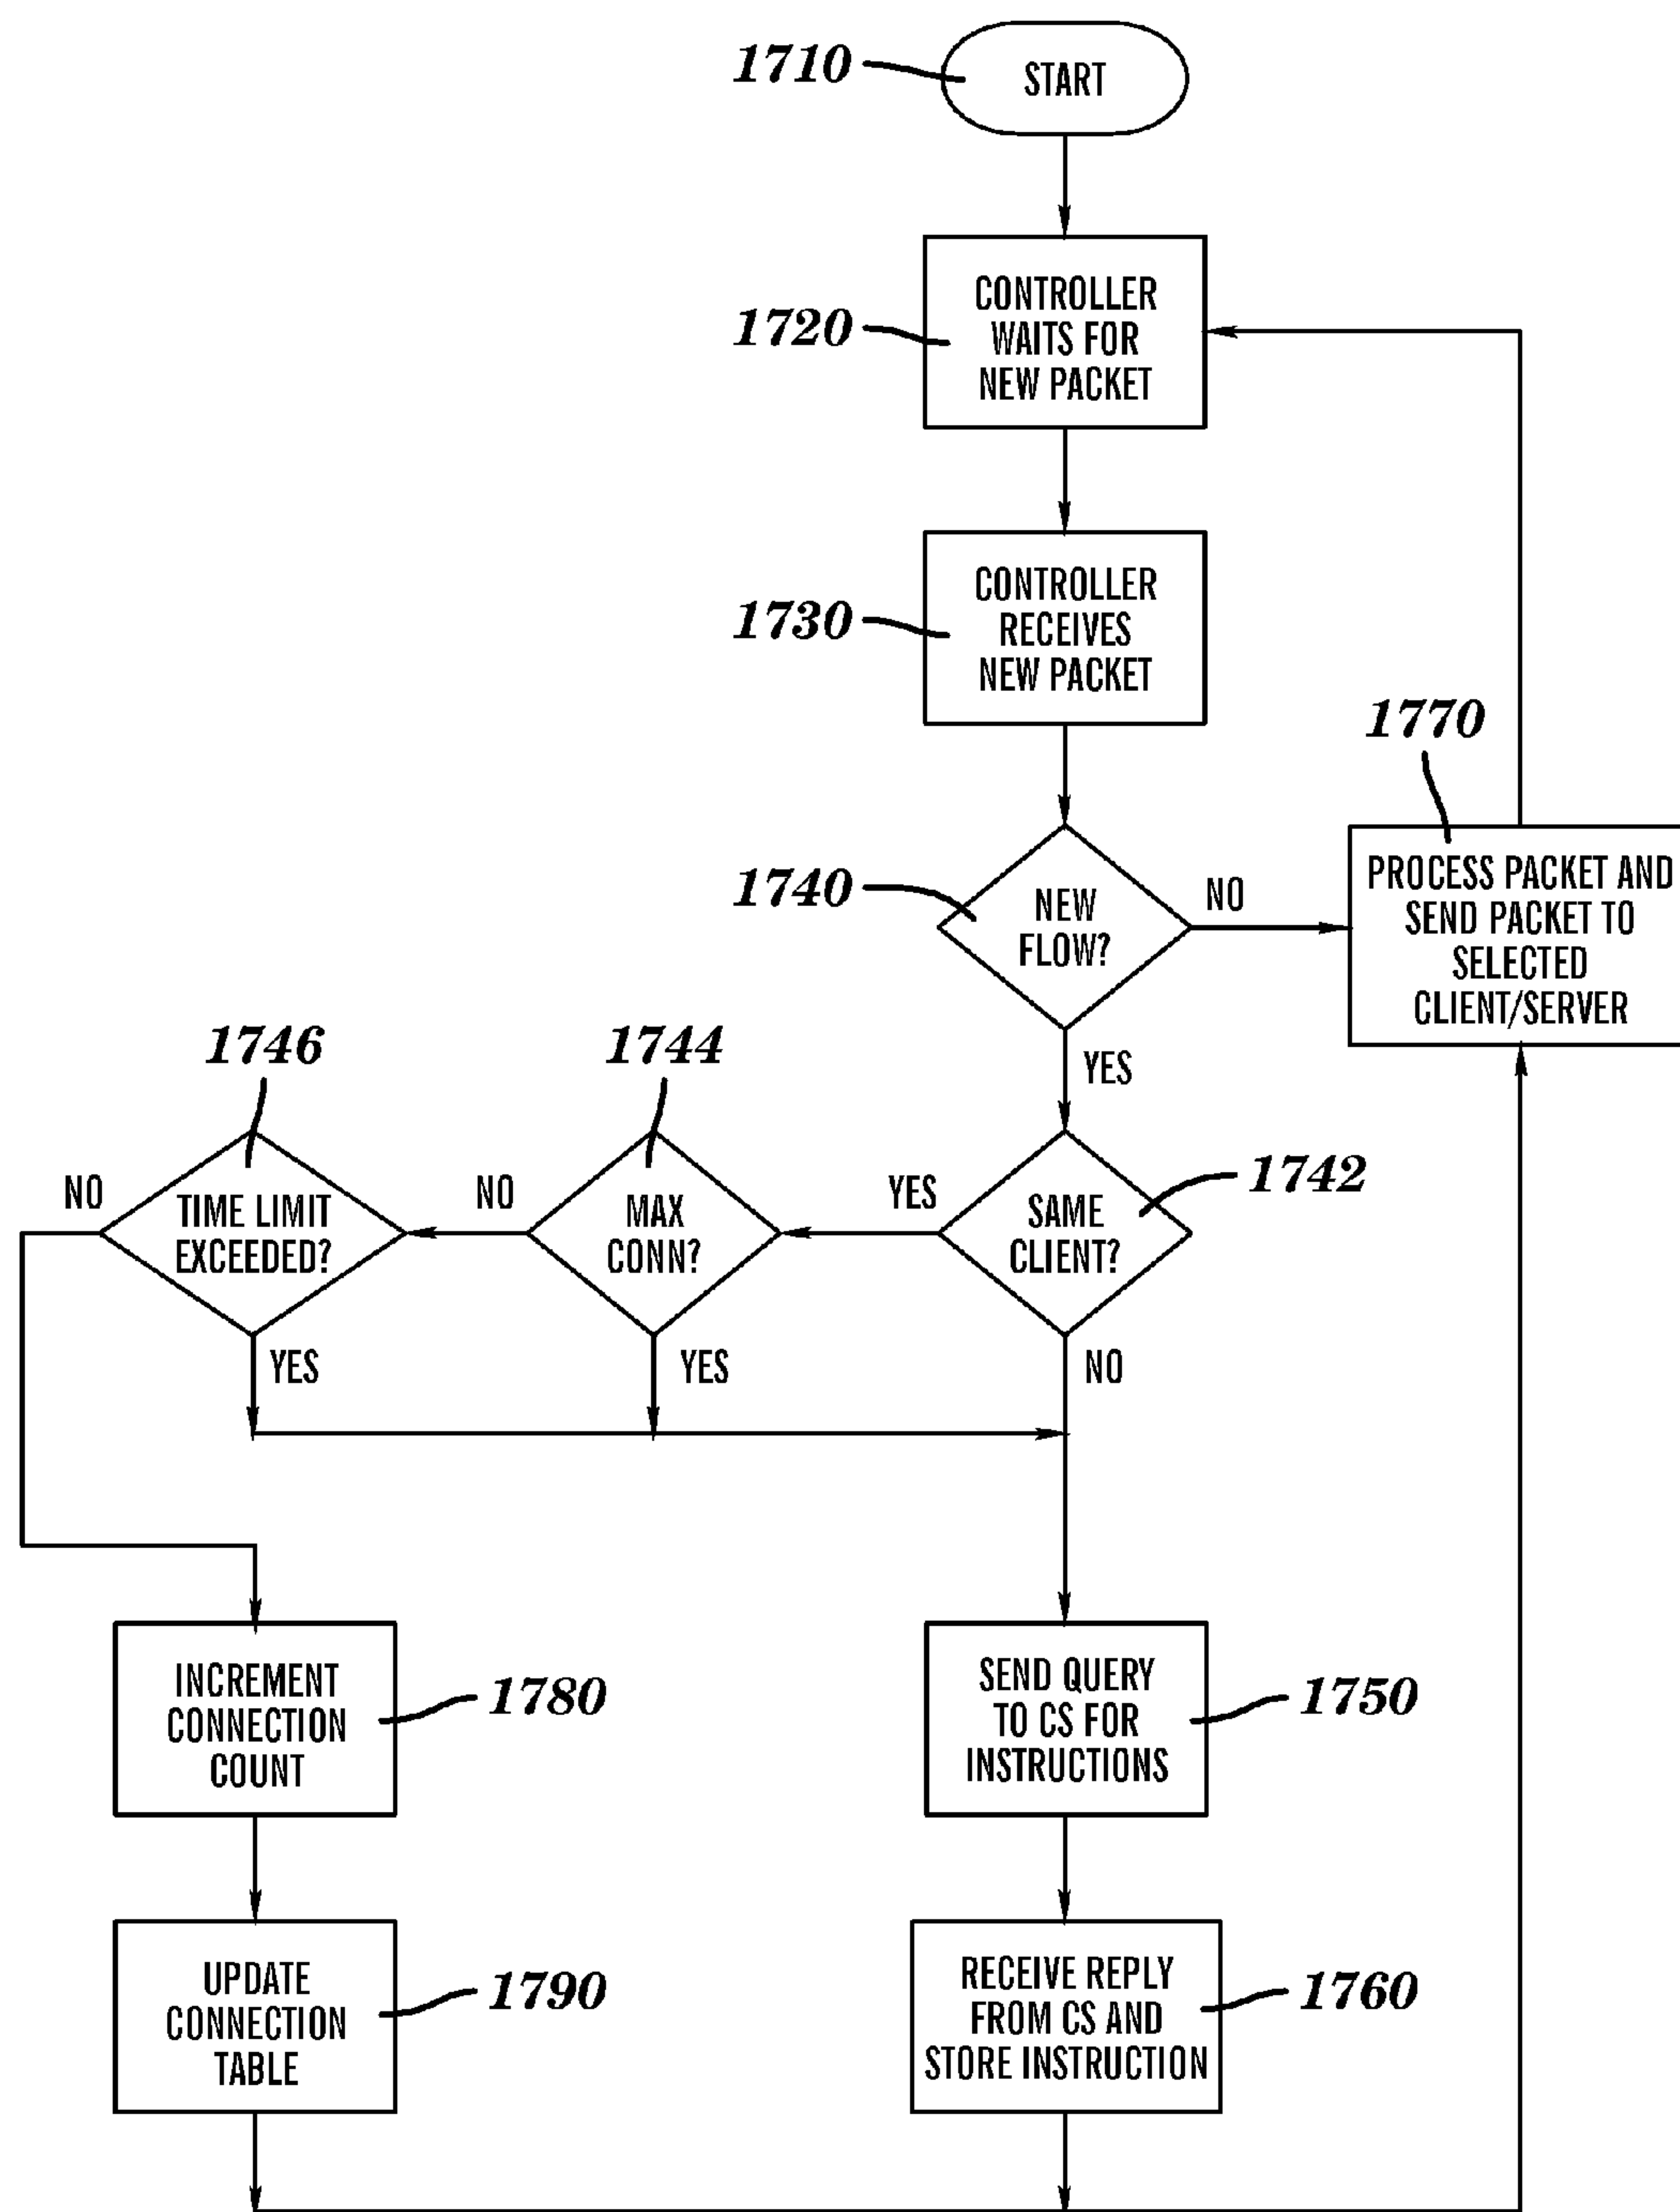 1710
START
1720
CONTROLLER
WAITS FOR
NEW PACKET
1730
CONTROLLER
RECEIVES
NEW PACKET
1740
NEW
FLOW?
NO
YES
1770
PROCESS PACKET AND
SEND PACKET TO
SELECTED
CLIENT/SERVER
1746
TIME LIMIT
EXCEEDED?
NO
YES
1744
MAX
CONN?
NO
YES
1742
SAME
CLIENT?
YES
NO
INCREMENT
CONNECTION
COUNT
1780
SEND QUERY
TO CS FOR
INSTRUCTIONS
1750
UPDATE
CONNECTION
TABLE
1790
RECEIVE REPLY
FROM CS AND
STORE INSTRUCTION
1760